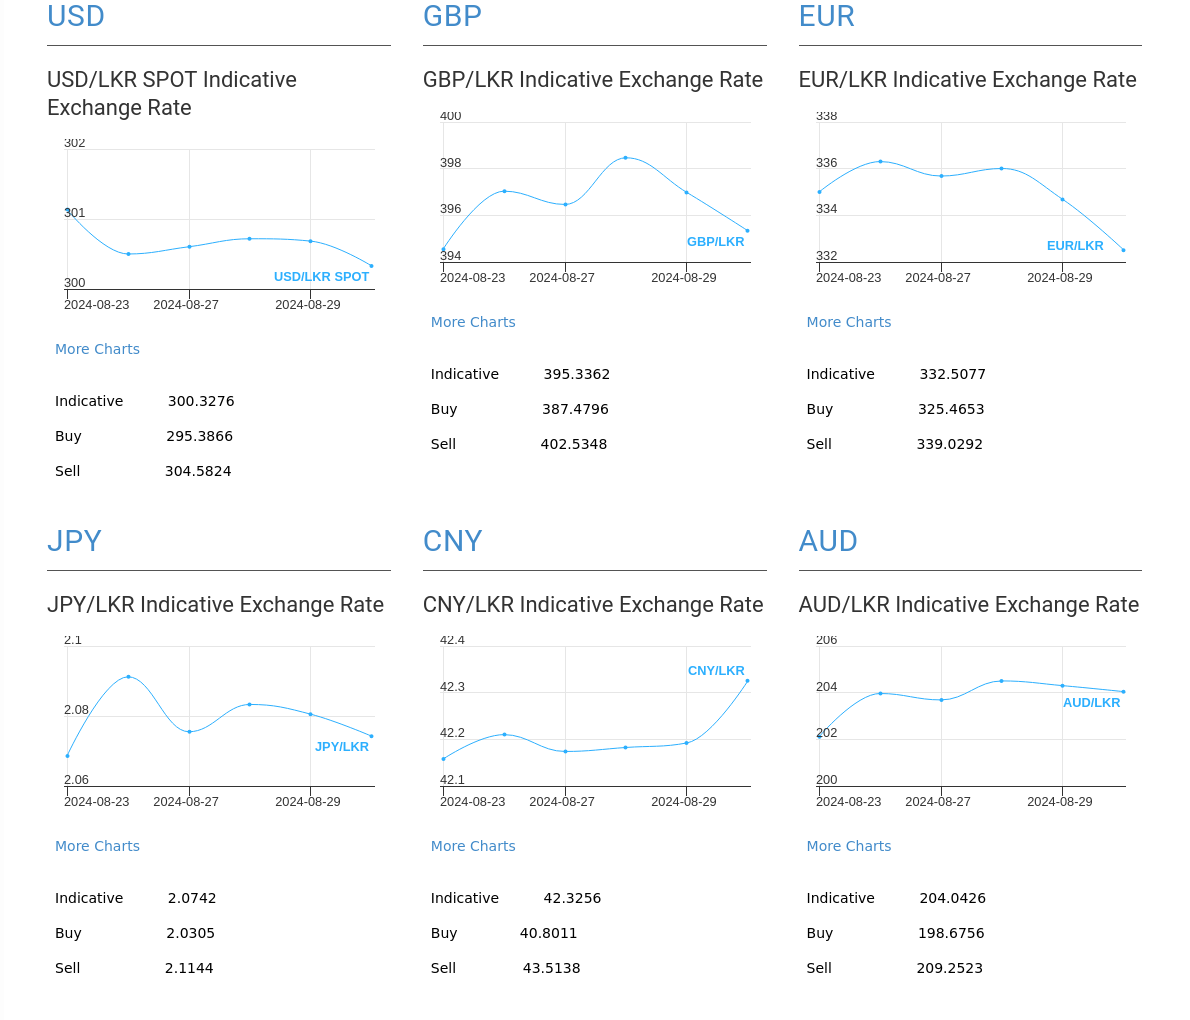 USD
USD/LKR SPOT Indicative
Exchange Rate
302
301
300
USD/LKR SPOT
2024-08-23 2024-08-27 2024-08-29
More Charts
Indicative 300.3276
Buy 295.3866
Sell 304.5824
GBP
GBP/LKR Indicative Exchange Rate
400
398
396
394
GBP/LKR
2024-08-23 2024-08-27 2024-08-29
More Charts
Indicative 395.3362
Buy 387.4796
Sell 402.5348
EUR
EUR/LKR Indicative Exchange Rate
338
336
334
332
EUR/LKR
2024-08-23 2024-08-27 2024-08-29
More Charts
Indicative 332.5077
Buy 325.4653
Sell 339.0292
JPY
JPY/LKR Indicative Exchange Rate
2.1
2.08
2.06
JPY/LKR
2024-08-23 2024-08-27 2024-08-29
More Charts
Indicative 2.0742
Buy 2.0305
Sell 2.1144
CNY
CNY/LKR Indicative Exchange Rate
42.4
42.3
42.2
42.1
CNY/LKR
2024-08-23 2024-08-27 2024-08-29
More Charts
Indicative 42.3256
Buy 40.8011
Sell 43.5138
AUD
AUD/LKR Indicative Exchange Rate
206
204
202
200
AUD/LKR
2024-08-23 2024-08-27 2024-08-29
More Charts
Indicative 204.0426
Buy 198.6756
Sell 209.2523